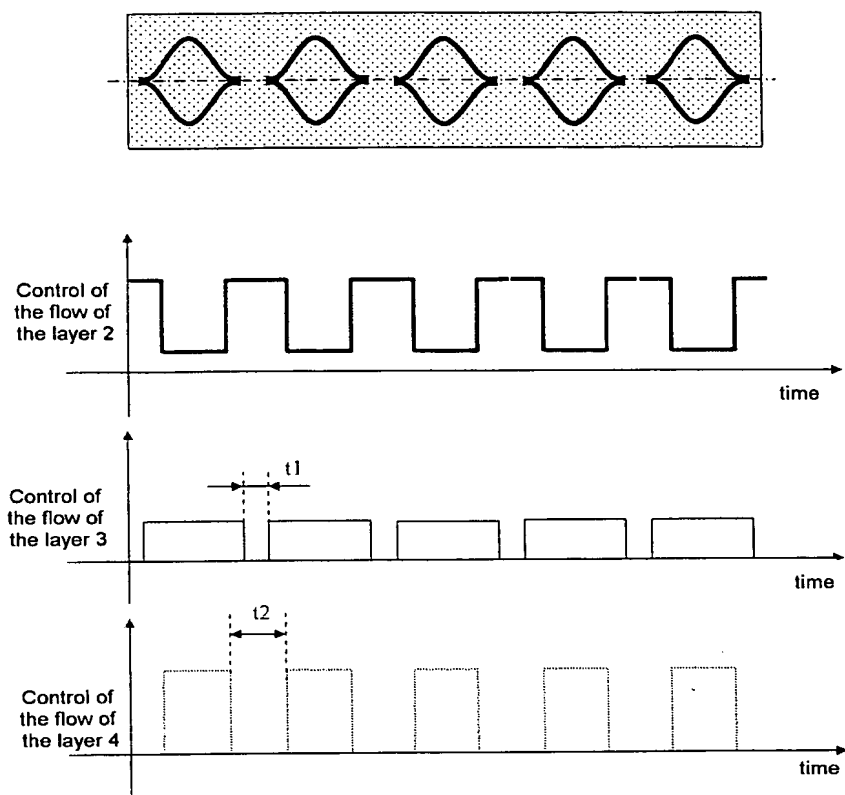 Control of
the flow of
the layer 2
time
t1
Control of
the flow of
the layer 3
time
t2
Control of
the flow of
the layer 4
time